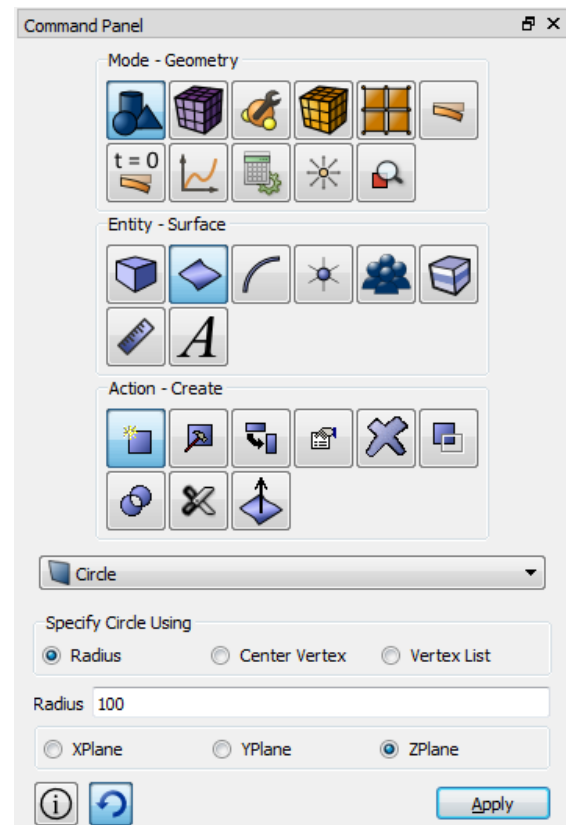 Command Panel
Mode - Geometry
t = 0
Entity - Surface
A
Action - Create
Circle
Specify Circle Using
Radius Center Vertex Vertex List
Radius 100
XPlane YPlane ZPlane
i Apply